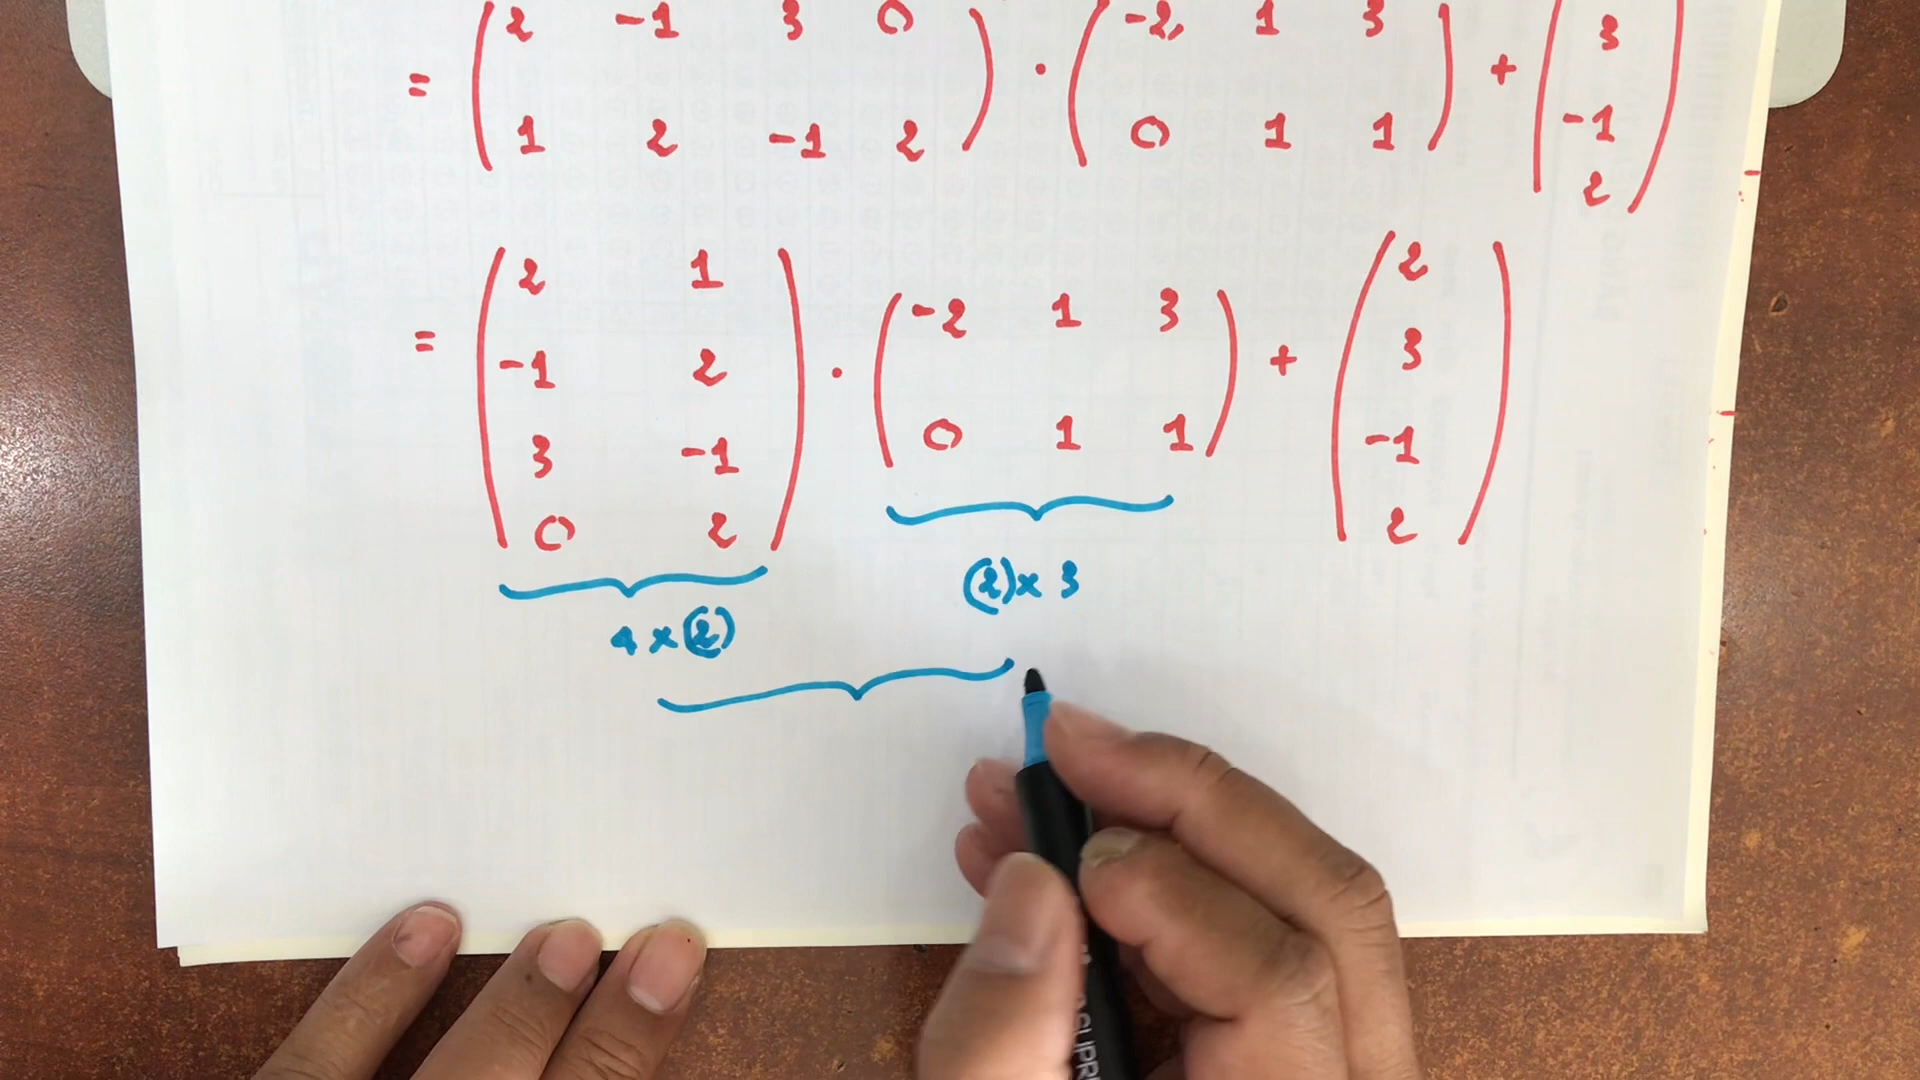 2 -1 3 0 -2, 1 3 3
= · +
1 2 -1 2 0 1 1 -1
2
2 1 2
-2 1 3
= -1 2 · + 3
3 -1 0 1 1 -1
0 2 2
(2) x 3
4 x (2)